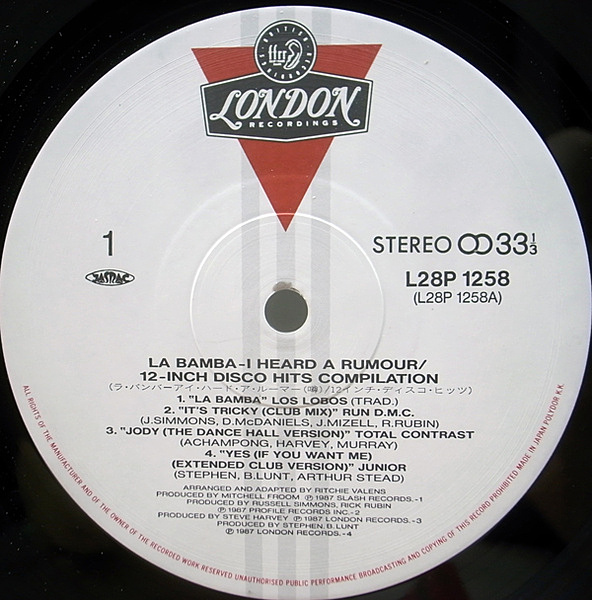 BRITISH RECORDINGS
ffrr
LONDON
RECORDINGS
1
STEREO 33 1/3
JASRAC
L28P 1258
(L28P 1258A)
LA BAMBA-I HEARD A RUMOUR/
12-INCH DISCO HITS COMPILATION
(ラ・バンバ-アイ・ハード・ア・ルーマー(噂)/12インチ・ディスコ・ヒッツ)
1. "LA BAMBA" LOS LOBOS (TRAD.)
2. "IT'S TRICKY (CLUB MIX)" RUN D.M.C.
(J.SIMMONS, D.McDANIELS, J.MIZELL, R.RUBIN)
3. "JODY (THE DANCE HALL VERSION)" TOTAL CONTRAST
(ACHAMPONG, HARVEY, MURRAY)
4. "YES (IF YOU WANT ME)
(EXTENDED CLUB VERSION)" JUNIOR
(STEPHEN, B.LUNT, ARTHUR STEAD)
ARRANGED AND ADAPTED BY RITCHIE VALENS
PRODUCED BY MITCHELL FROOM ℗1987 SLASH RECORDS.-1
PRODUCED BY RUSSELL SIMMONS, RICK RUBIN
℗1987 PROFILE RECORDS INC.-2
PRODUCED BY STEVE HARVEY ℗1987 LONDON RECORDS.-3
PRODUCED BY STEPHEN, B.LUNT
℗1987 LONDON RECORDS.-4
ALL RIGHTS OF THE MANUFACTURER AND OF THE OWNER OF THE RECORDED WORK RESERVED UNAUTHORISED PUBLIC PERFORMANCE BROADCASTING AND COPYING OF THIS RECORD PROHIBITED MADE IN JAPAN POLYDOR K.K.